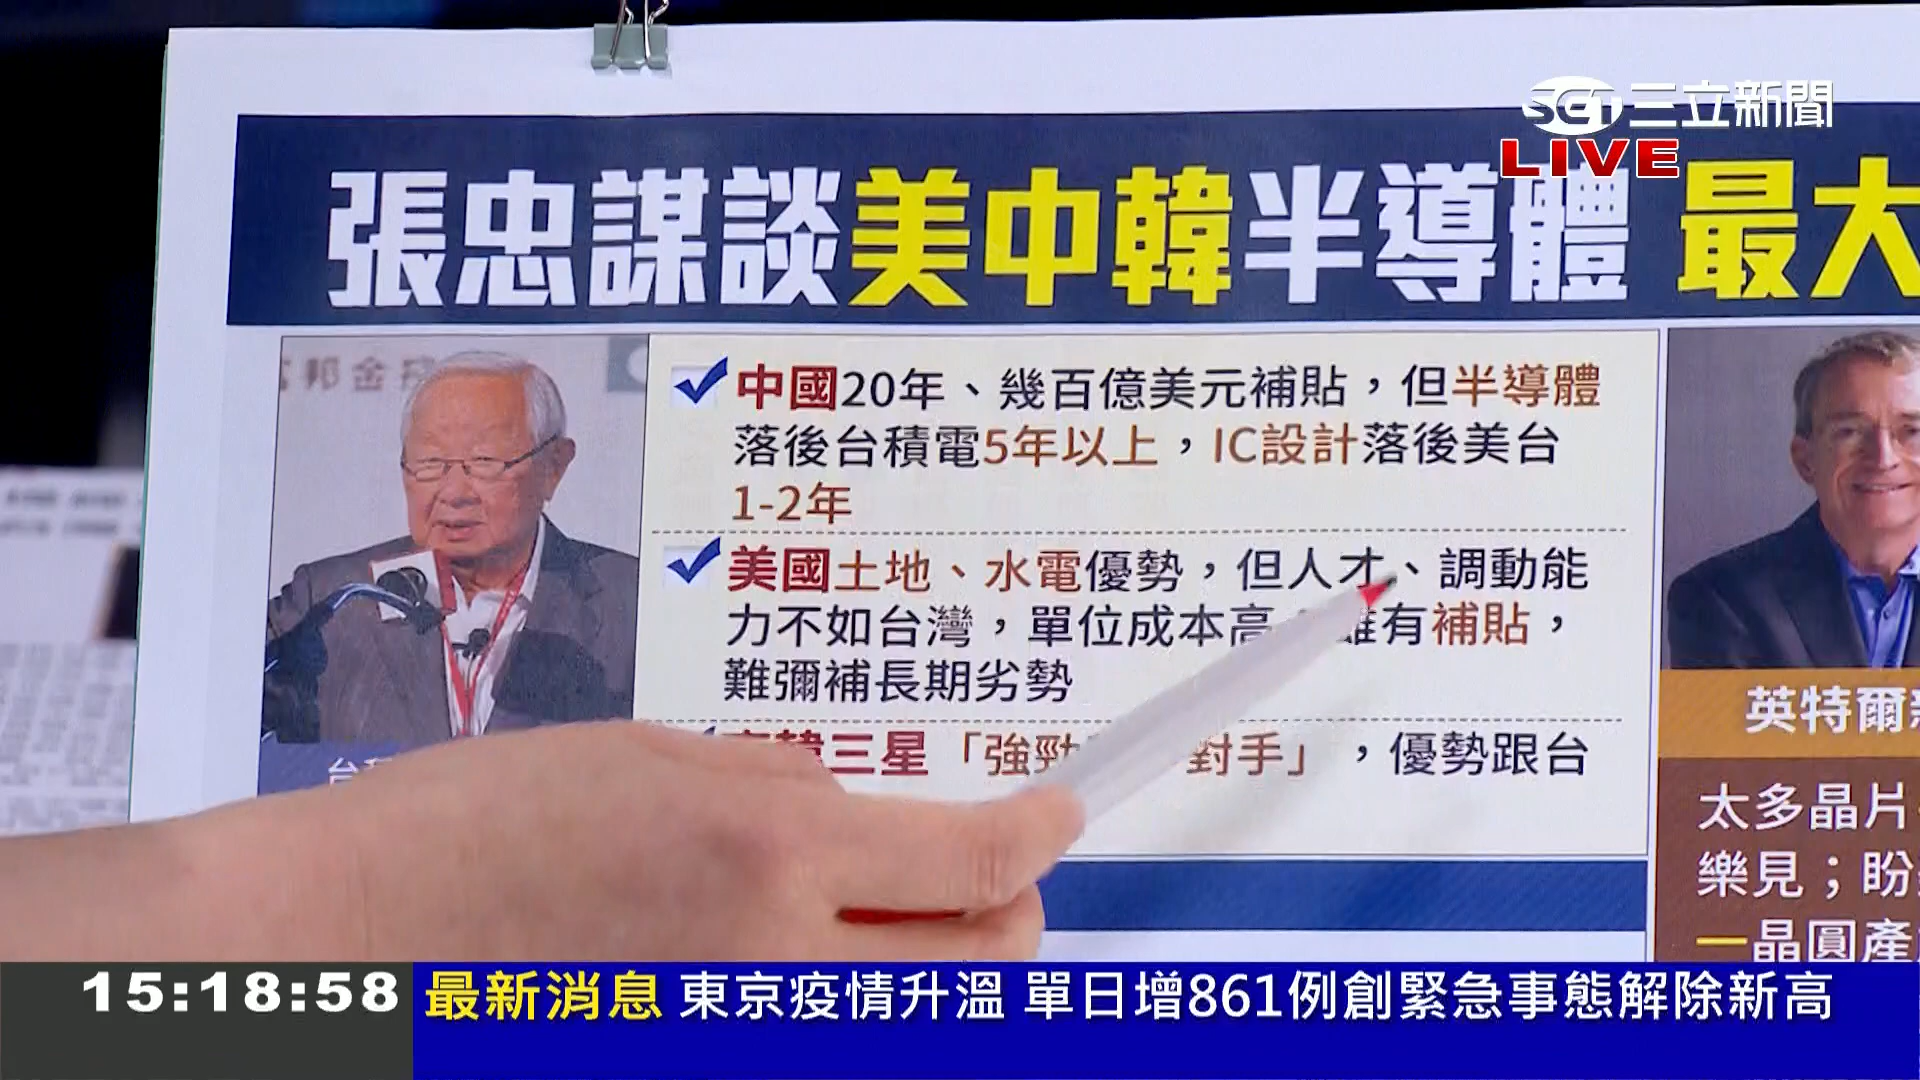 SET三立新聞
LIVE
張忠謀談美中韓半導體 最大
邦金
中國20年、幾百億美元補貼，但半導體
落後台積電5年以上，IC設計落後美台
1-2年
美國土地、水電優勢，但人才、調動能
力不如台灣，單位成本高 有補貼，
難彌補長期劣勢
韓三星「強勁 對手」，優勢跟台
英特爾
太多晶片
樂見；盼
一晶圓產
15:18:58
最新消息 東京疫情升溫 單日增861例創緊急事態解除新高